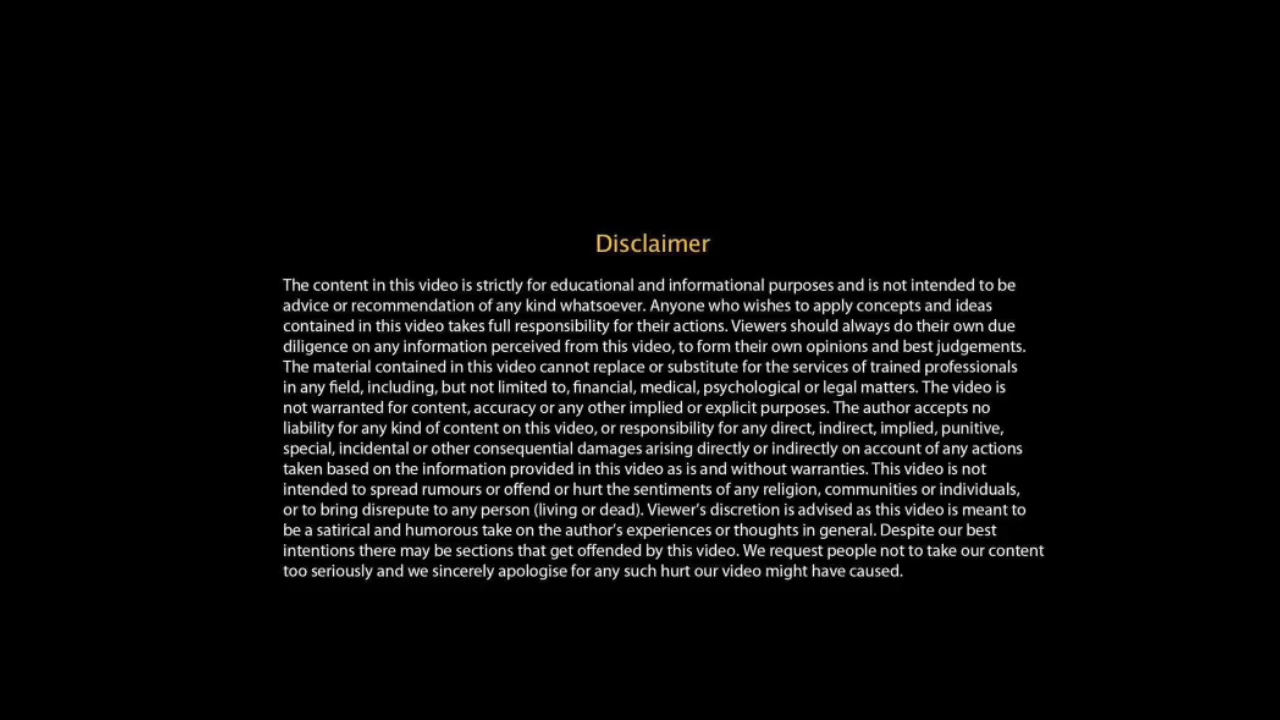 Disclaimer
The content in this video is strictly for educational and informational purposes and is not intended to be
advice or recommendation of any kind whatsoever. Anyone who wishes to apply concepts and ideas
contained in this video takes full responsibility for their actions. Viewers should always do their own due
diligence on any information perceived from this video, to form their own opinions and best judgements.
The material contained in this video cannot replace or substitute for the services of trained professionals
in any field, including, but not limited to, financial, medical, psychological or legal matters. The video is
not warranted for content, accuracy or any other implied or explicit purposes. The author accepts no
liability for any kind of content on this video, or responsibility for any direct, indirect, implied, punitive,
special, incidental or other consequential damages arising directly or indirectly on account of any actions
taken based on the information provided in this video as is and without warranties. This video is not
intended to spread rumours or offend or hurt the sentiments of any religion, communities or individuals,
or to bring disrepute to any person (living or dead). Viewer’s discretion is advised as this video is meant to
be a satirical and humorous take on the author’s experiences or thoughts in general. Despite our best
intentions there may be sections that get offended by this video. We request people not to take our content
too seriously and we sincerely apologise for any such hurt our video might have caused.